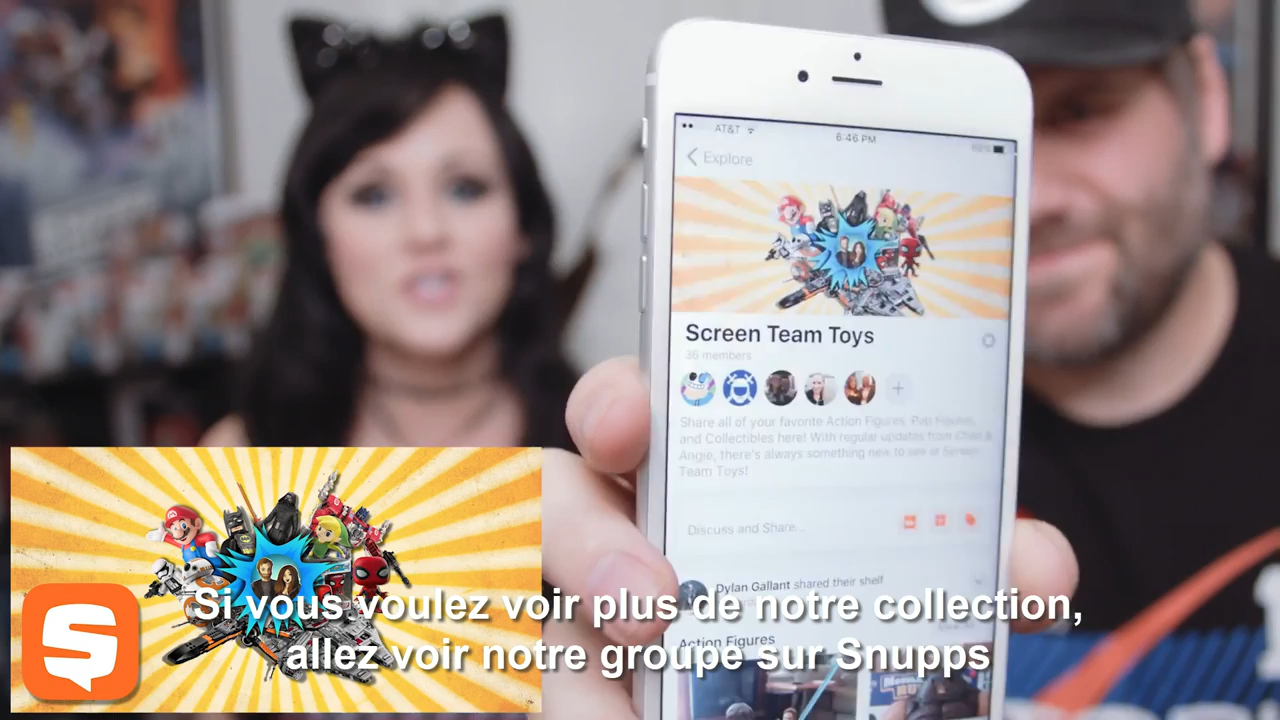 AT&T
6:46 PM
Explore
Screen Team Toys
36 members
Share all of your favorite Action Figures, Pop Figures,
and Collectibles here! With regular updates from Chad &
Angie, there's always something new to see at Screen
Team Toys!
Discuss and Share...
Dylan Gallant shared their shelf
Action Figures
Si vous voulez voir plus de notre collection,
allez voir notre groupe sur Snupps